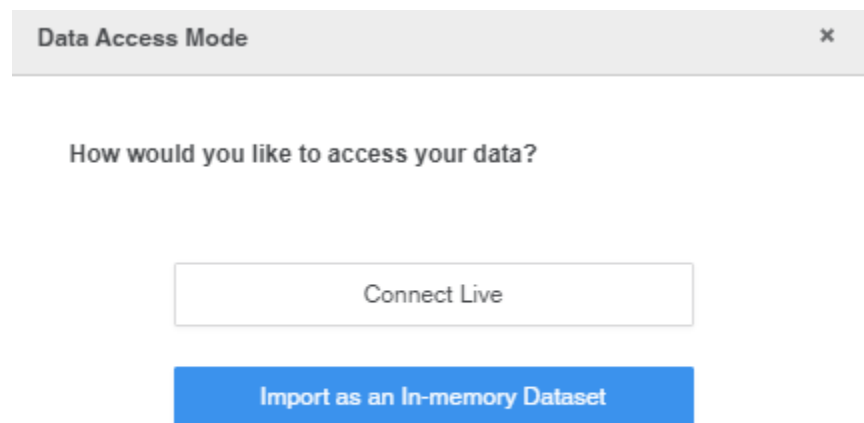 Data Access Mode
How would you like to access your data?
Connect Live
Import as an In-memory Dataset